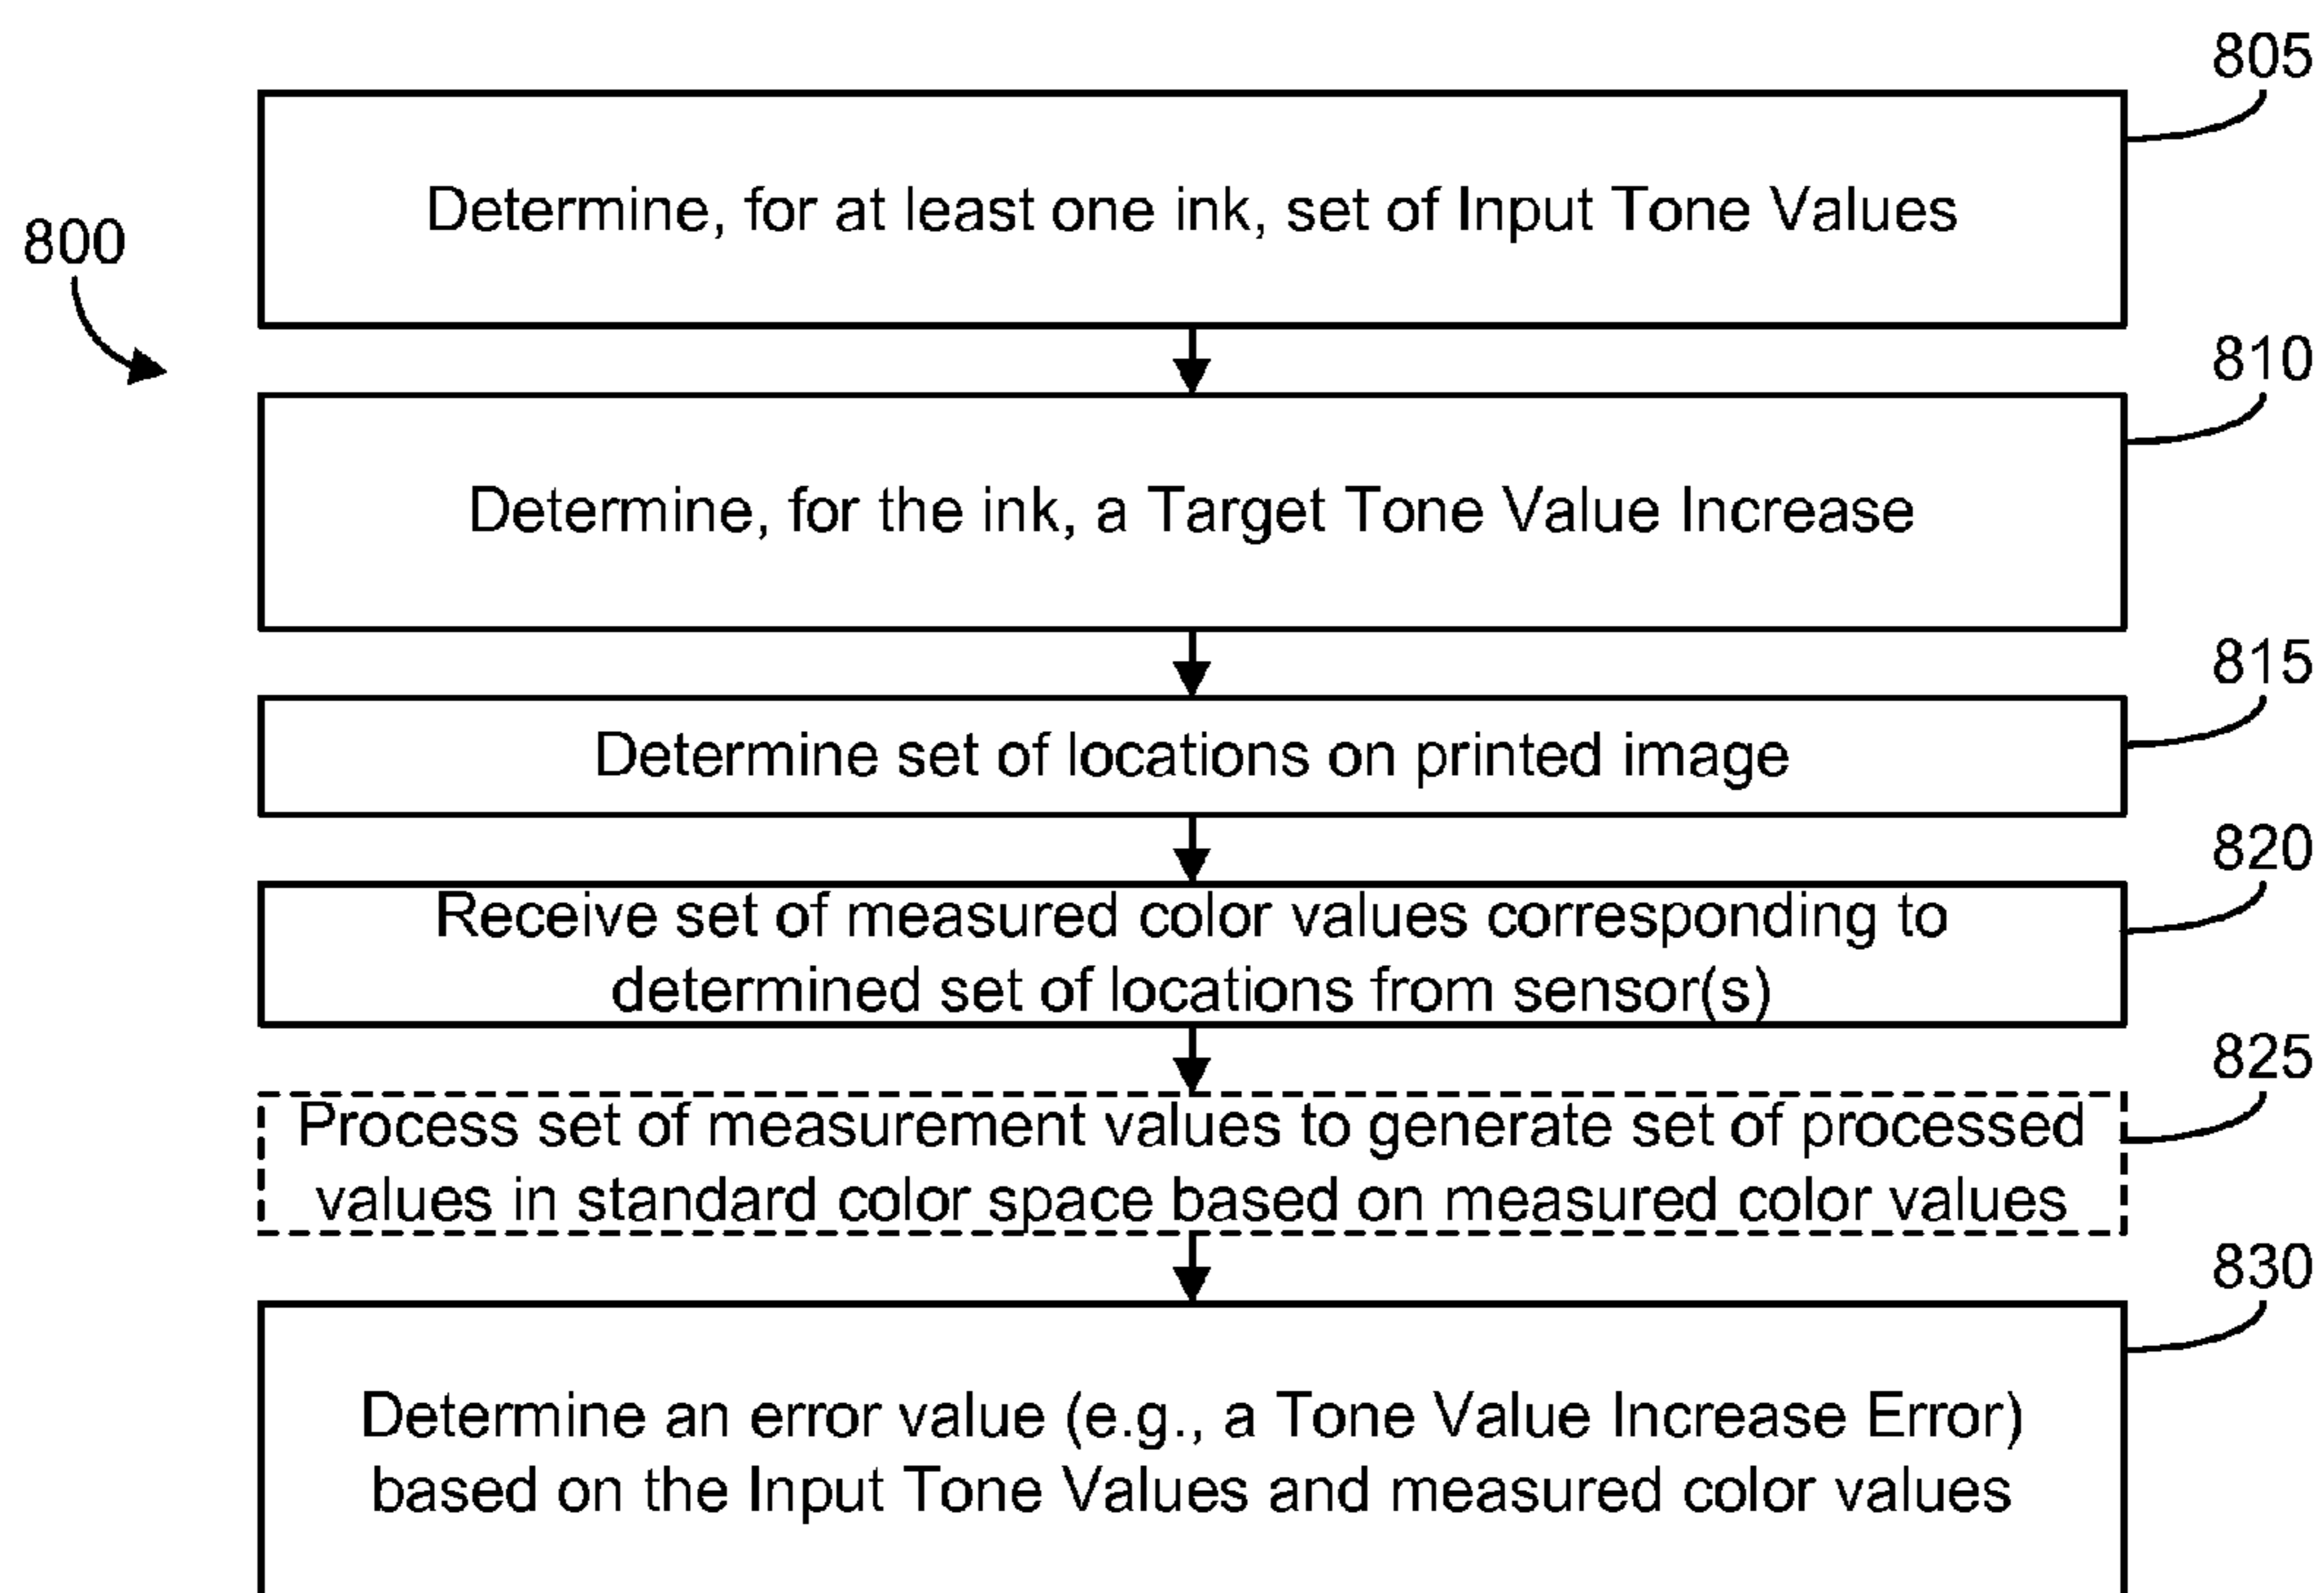 805
Determine, for at least one ink, set of Input Tone Values
800
810
Determine, for the ink, a Target Tone Value Increase
815
Determine set of locations on printed image
820
Receive set of measured color values corresponding to
determined set of locations from sensor(s)
825
Process set of measurement values to generate set of processed
values in standard color space based on measured color values
830
Determine an error value (e.g., a Tone Value Increase Error)
based on the Input Tone Values and measured color values